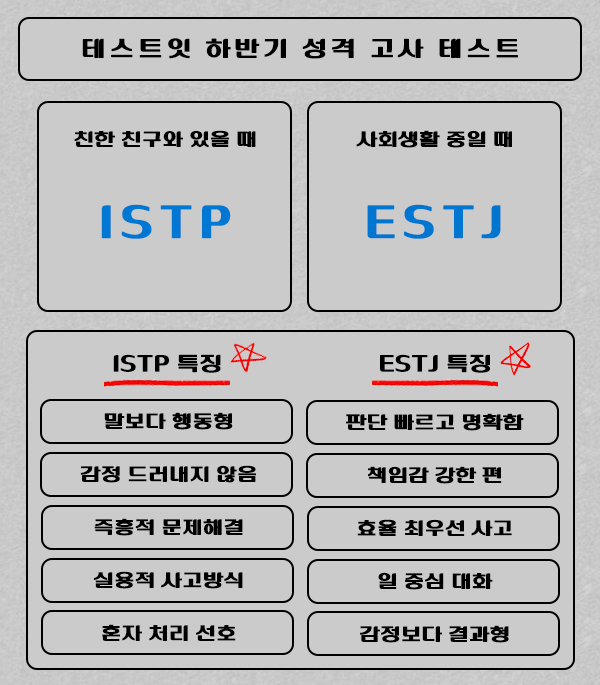 테스트잇 하반기 성격 고사 테스트
친한 친구와 있을 때
ISTP
사회생활 중일 때
ESTJ
ISTP 특징
말보다 행동형
감정 드러내지 않음
즉흥적 문제해결
실용적 사고방식
혼자 처리 선호
ESTJ 특징
판단 빠르고 명확함
책임감 강한 편
효율 최우선 사고
일 중심 대화
감정보다 결과형